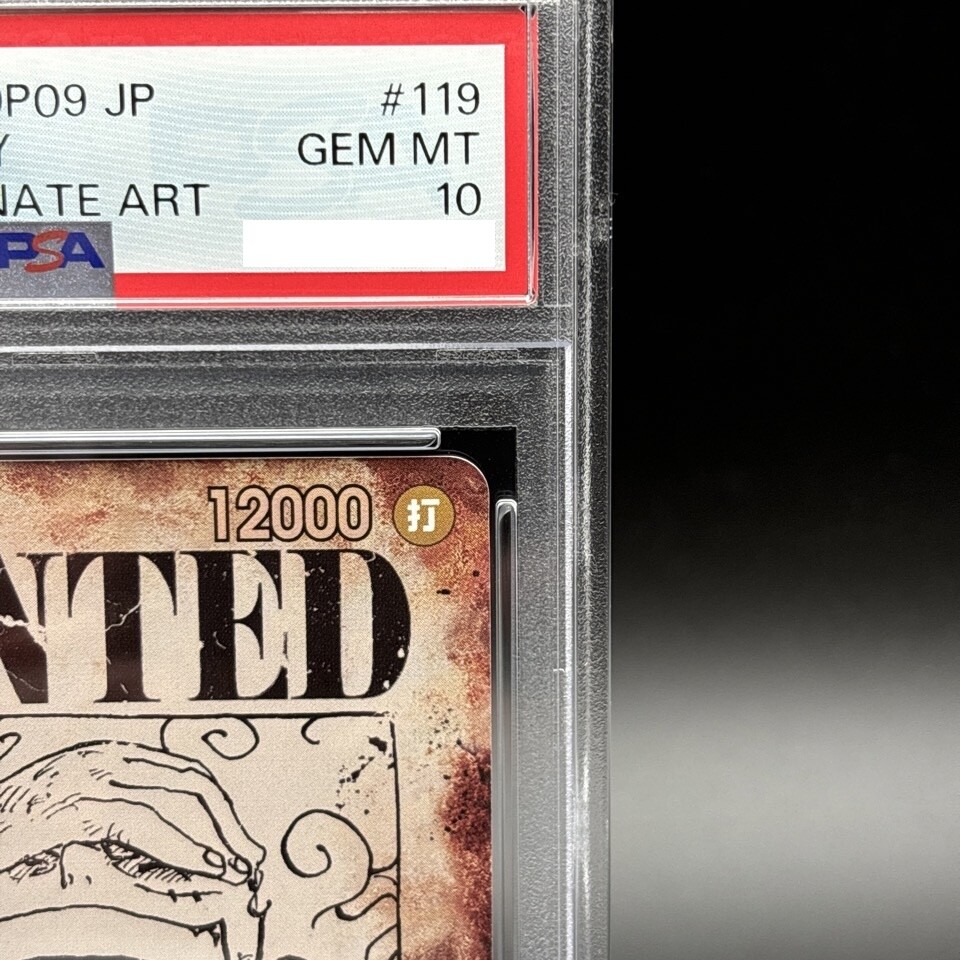 OP09 JP #119
Y GEM MT
NATE ART 10
PSA
12000 打
NTED